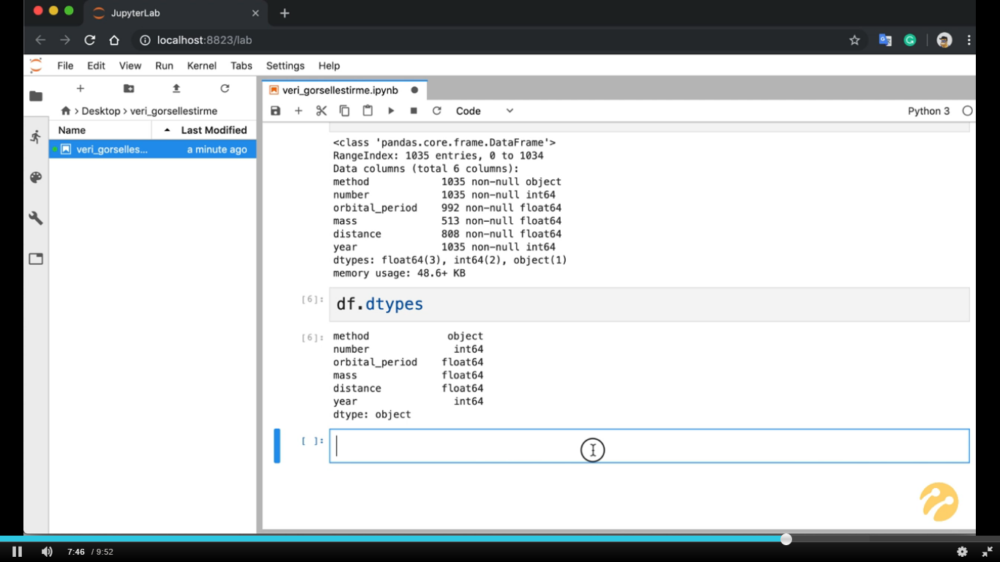 JupyterLab
localhost:8823/lab
File Edit View Run Kernel Tabs Settings Help
veri_gorsellestirme.ipynb
Code
Python 3
Desktop > veri_gorsellestirme
Name Last Modified
veri_gorselles... a minute ago
<class 'pandas.core.frame.DataFrame'>
RangeIndex: 1035 entries, 0 to 1034
Data columns (total 6 columns):
method 1035 non-null object
number 1035 non-null int64
orbital_period 992 non-null float64
mass 513 non-null float64
distance 808 non-null float64
year 1035 non-null int64
dtypes: float64(3), int64(2), object(1)
memory usage: 48.6+ KB
[6]: df.dtypes
[6]: method object
number int64
orbital_period float64
mass float64
distance float64
year int64
dtype: object
[ ]:
7:46 / 9:52